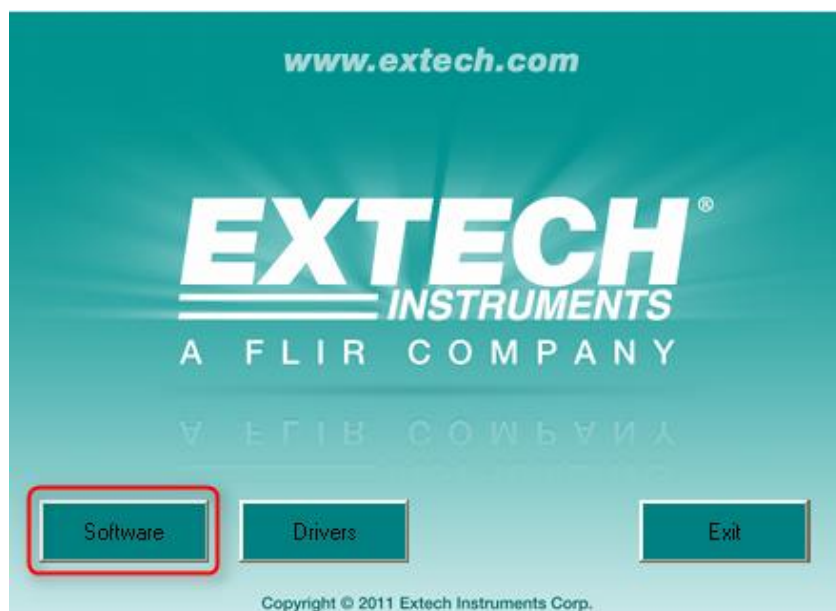 www.extech.com
EXTECH®
INSTRUMENTS
A FLIR COMPANY
Software
Drivers
Exit
Copyright © 2011 Extech Instruments Corp.